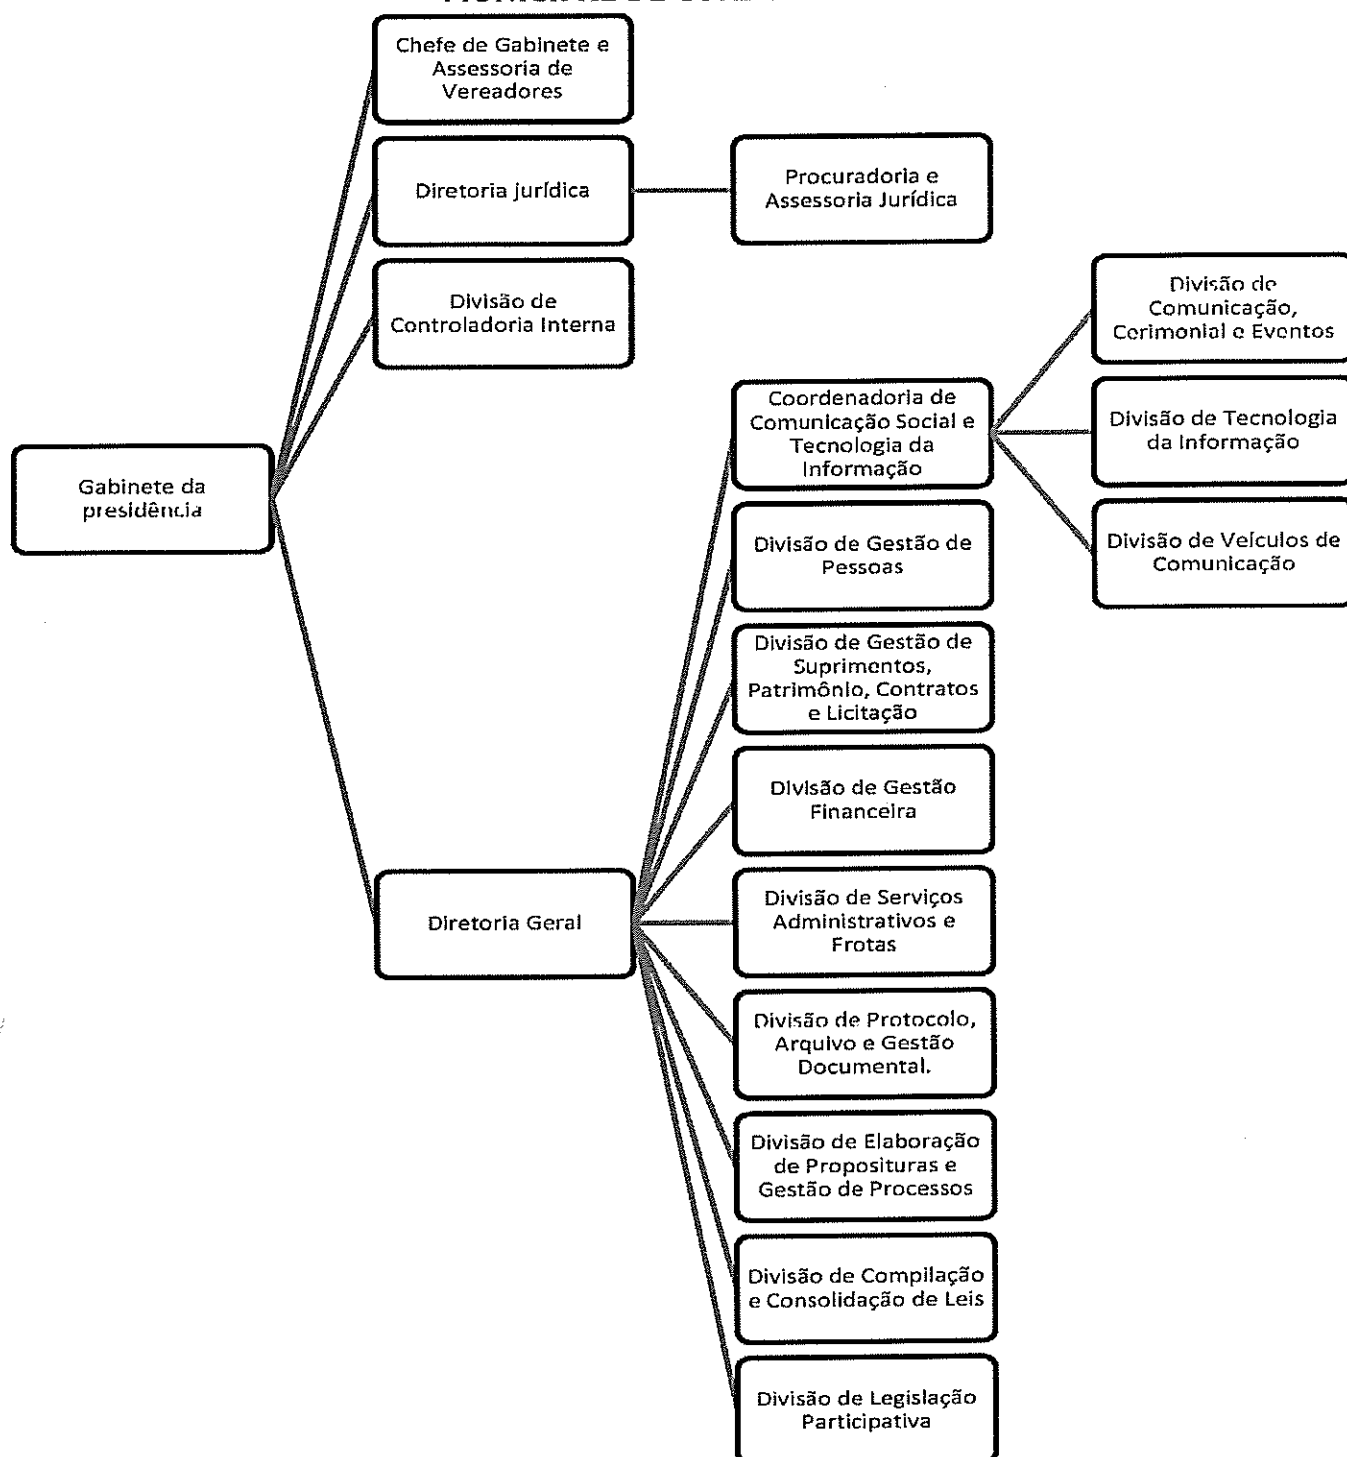 Chefe de Gabinete e
Assessoria de
Vereadores
Diretoria jurídica
Procuradoria e
Assessoria Jurídica
Divisão de
Controladoria Interna
Divisão de
Comunicação,
Cerimonial e Eventos
Coordenadoria de
Comunicação Social e
Tecnologia da
Informação
Divisão de Tecnologia
da Informação
Divisão de Veículos de
Comunicação
Gabinete da
presidência
Divisão de Gestão de
Pessoas
Divisão de Gestão de
Suprimentos,
Patrimônio, Contratos
e Licitação
Divisão de Gestão
Financeira
Diretoria Geral
Divisão de Serviços
Administrativos e
Frotas
Divisão de Protocolo,
Arquivo e Gestão
Documental.
Divisão de Elaboração
de Proposituras e
Gestão de Processos
Divisão de Compilação
e Consolidação de Leis
Divisão de Legislação
Participativa